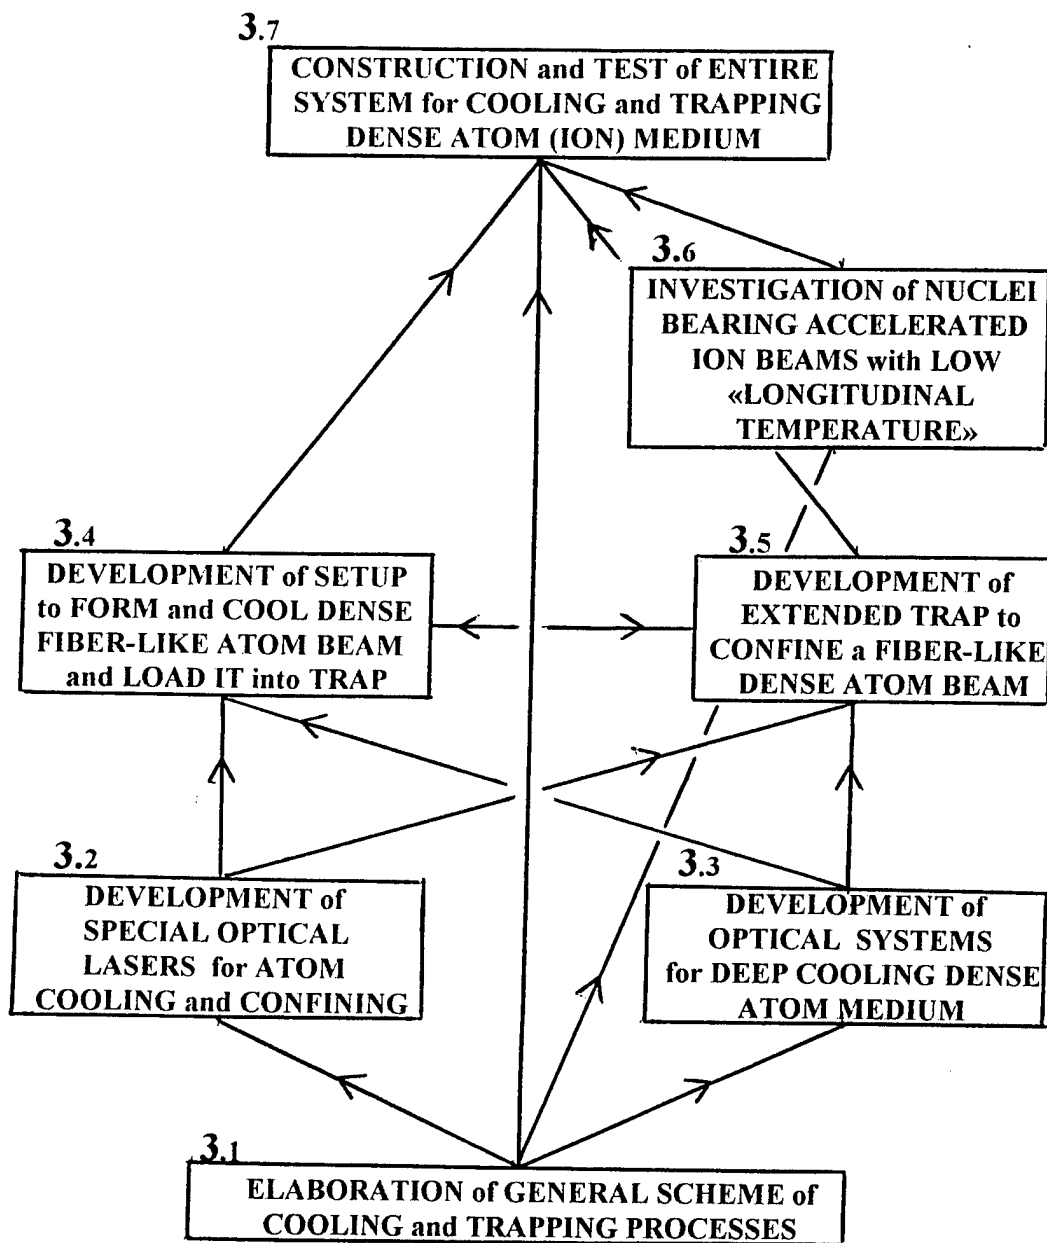 3.7
CONSTRUCTION and TEST of ENTIRE
SYSTEM for COOLING and TRAPPING
DENSE ATOM (ION) MEDIUM
3.6
INVESTIGATION of NUCLEI
BEARING ACCELERATED
ION BEAMS with LOW
«LONGITUDINAL
TEMPERATURE»
3.4
DEVELOPMENT of SETUP
to FORM and COOL DENSE
FIBER-LIKE ATOM BEAM
and LOAD IT into TRAP
3.5
DEVELOPMENT of
EXTENDED TRAP to
CONFINE a FIBER-LIKE
DENSE ATOM BEAM
3.2
DEVELOPMENT of
SPECIAL OPTICAL
LASERS for ATOM
COOLING and CONFINING
3.3
DEVELOPMENT of
OPTICAL SYSTEMS
for DEEP COOLING DENSE
ATOM MEDIUM
3.1
ELABORATION of GENERAL SCHEME of
COOLING and TRAPPING PROCESSES